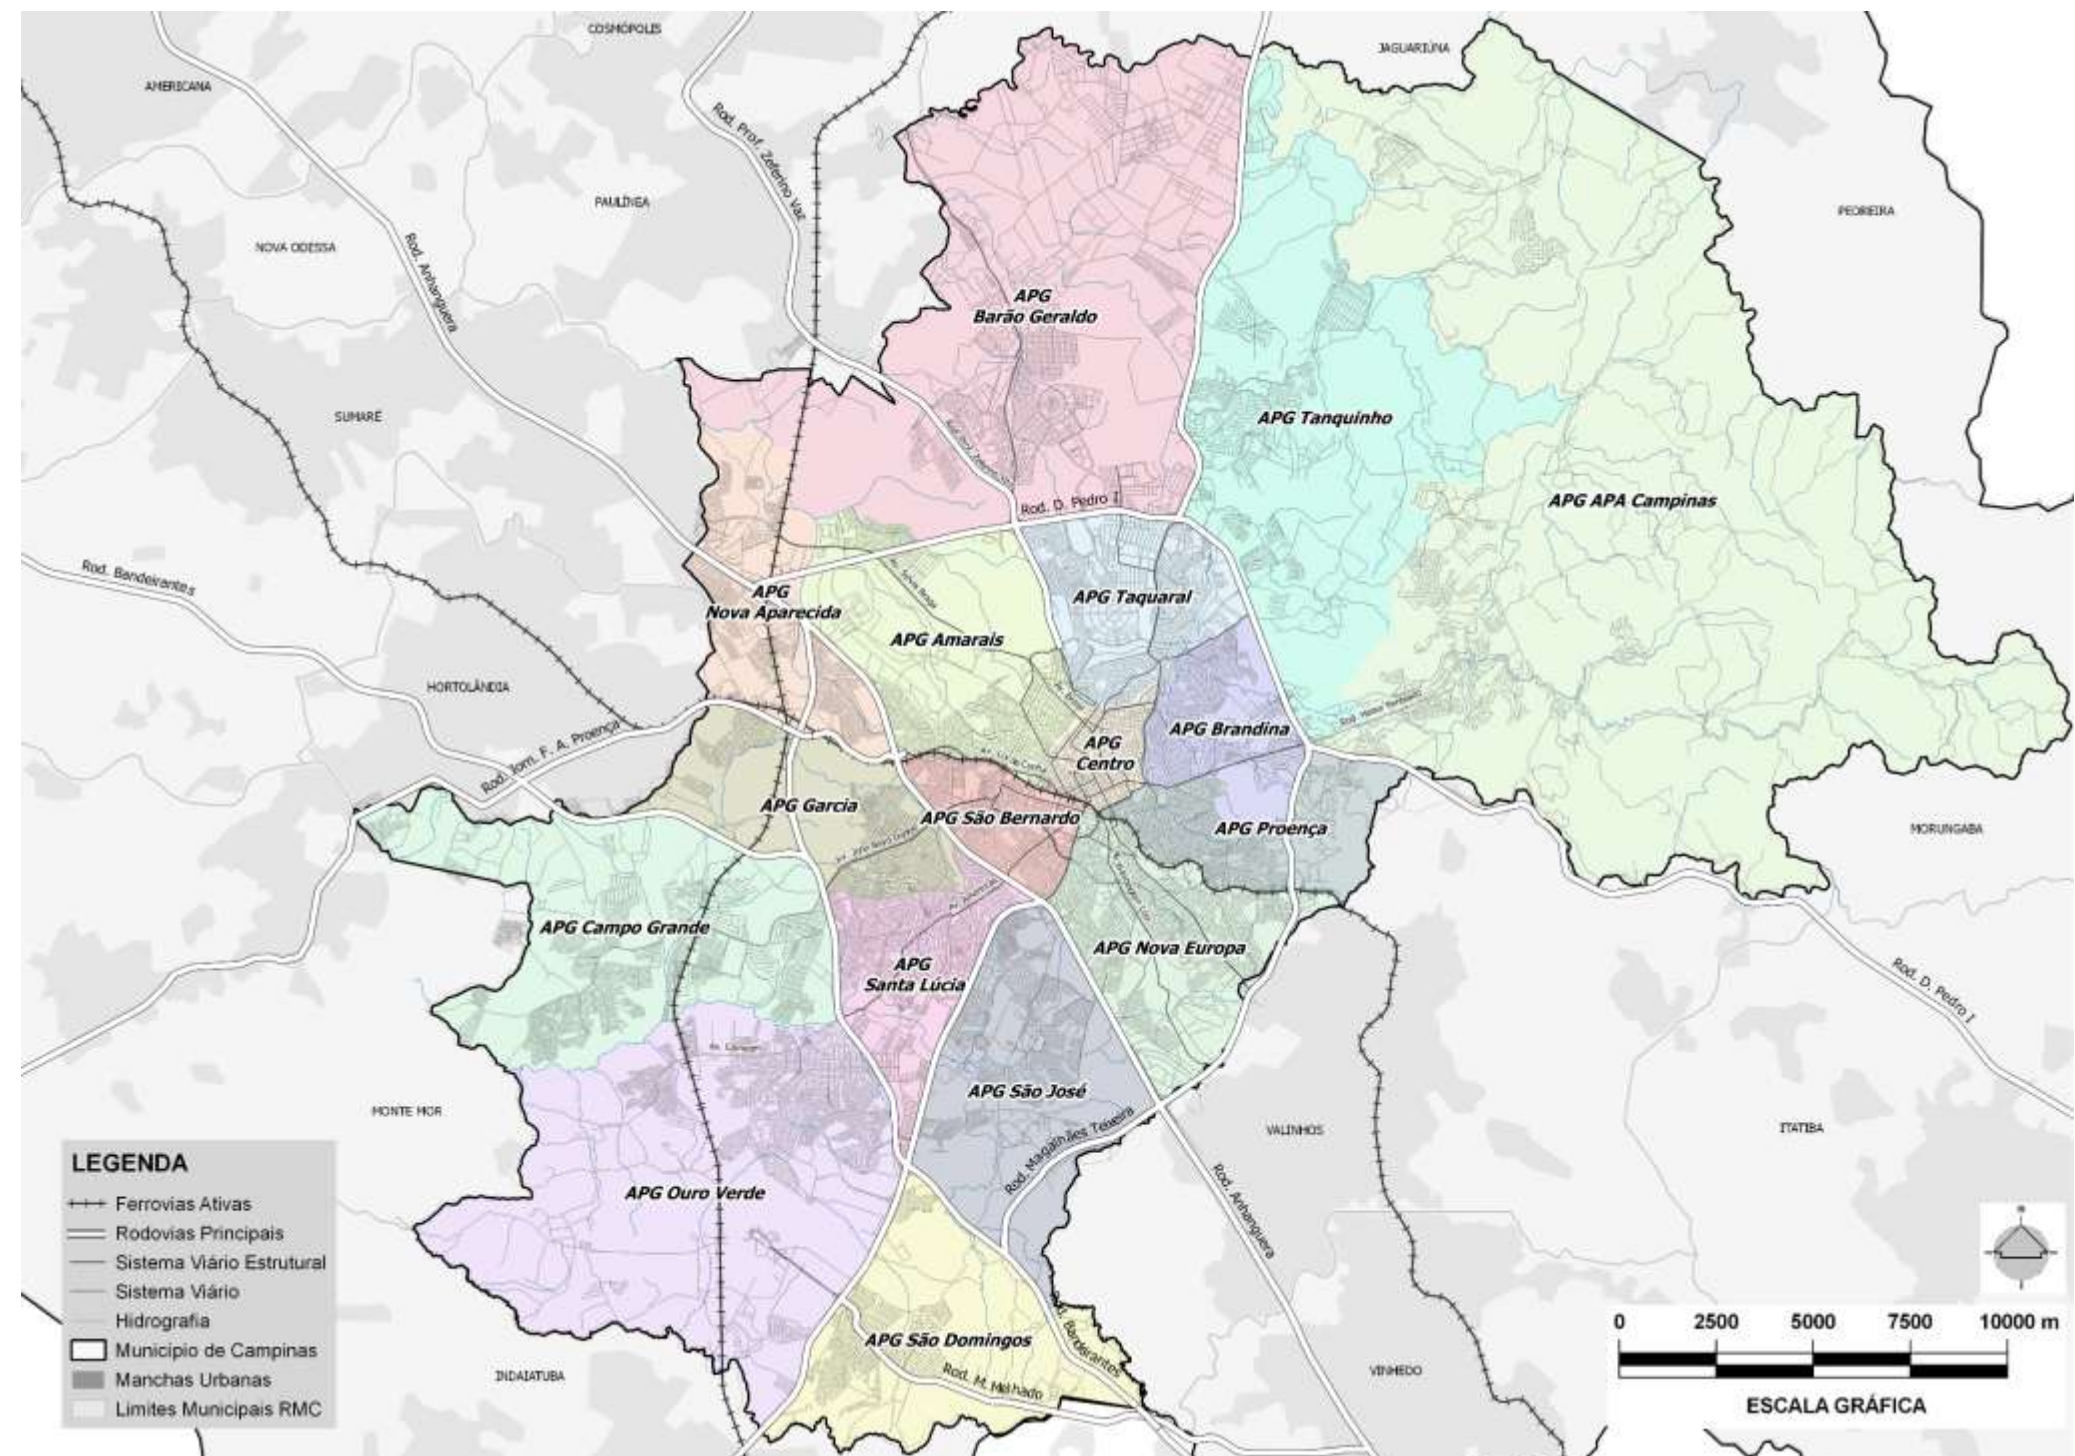 COSMÓPOLIS
JAGUARIÚNA
AMERICANA
Rod. Prof. Zeferino Vaz
PAULÍNEA
PEDREIRA
NOVA ODESSA
Rod. Anhanguera
APG
Barão Geraldo
SUMARÉ
APG Tanquinho
Rod. D. Pedro I
APG APA Campinas
Rod. Bandeirantes
APG
Nova Aparecida
APG Taquaral
APG Amarais
HORTOLÂNDIA
Rod. Jorn. F. A. Proença
APG Brandina
APG
Centro
APG Garcia
APG São Bernardo
APG Proença
MORUNGABA
APG Campo Grande
APG Nova Europa
APG
Santa Lúcia
Rod. D. Pedro I
APG São José
MONTE MOR
Rod. Magalhães Teixeira
VALINHOS
ITATIBA
APG Ouro Verde
Rod. Anhanguera
APG São Domingos
Rod. Bandeirantes
Rod. M. Melhado
INDAIATUBA
VINHEDO
LEGENDA
Ferrovias Ativas
Rodovias Principais
Sistema Viário Estrutural
Sistema Viário
Hidrografia
Município de Campinas
Manchas Urbanas
Limites Municipais RMC
0 2500 5000 7500 10000 m
ESCALA GRÁFICA